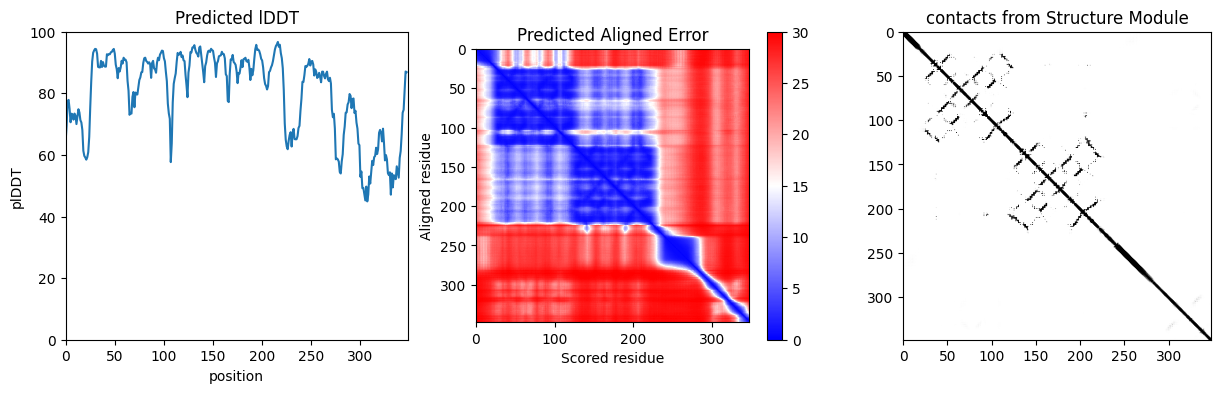 Predicted lDDT
plDDT
100
80
60
40
20
0
0 50 100 150 200 250 300
position
Predicted Aligned Error
Aligned residue
0
50
100
150
200
250
300
0 100 200 300
Scored residue
30
25
20
15
10
5
0
contacts from Structure Module
0
50
100
150
200
250
300
0 50 100 150 200 250 300